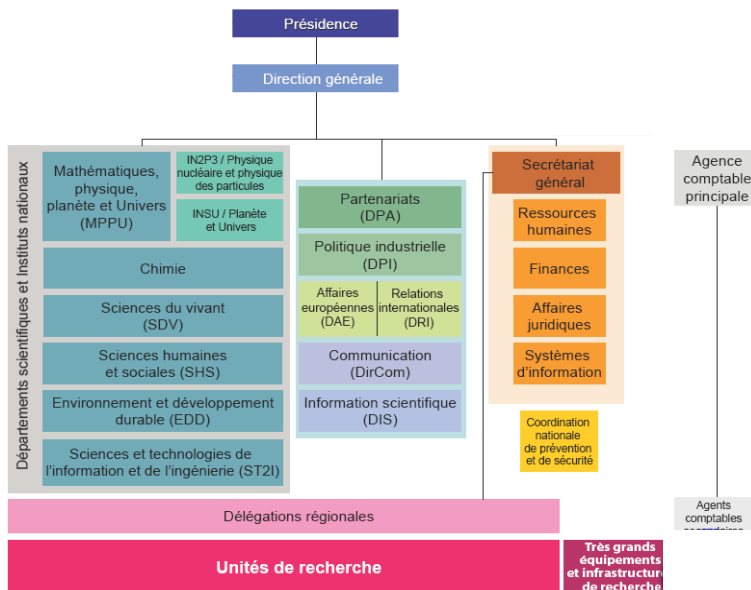 Présidence
Direction générale
Départements scientifiques et Instituts nationaux
Mathématiques,
physique,
planète et Univers
(MPPU)
IN2P3 / Physique
nucléaire et physique
des particules
INSU / Planète
et Univers
Chimie
Sciences du vivant
(SDV)
Sciences humaines
et sociales (SHS)
Environnement et développement
durable (EDD)
Sciences et technologies de
l'information et de l'ingénierie (ST2I)
Partenariats
(DPA)
Politique industrielle
(DPI)
Affaires
européennes
(DAE)
Relations
internationales
(DRI)
Communication
(DirCom)
Information scientifique
(DIS)
Secrétariat
général
Ressources
humaines
Finances
Affaires
juridiques
Systèmes
d'information
Coordination
nationale
de prévention
et de sécurité
Agence
comptable
principale
Agents
comptables
Délégations régionales
Unités de recherche
Très grands
équipements
et infrastructures
de recherche